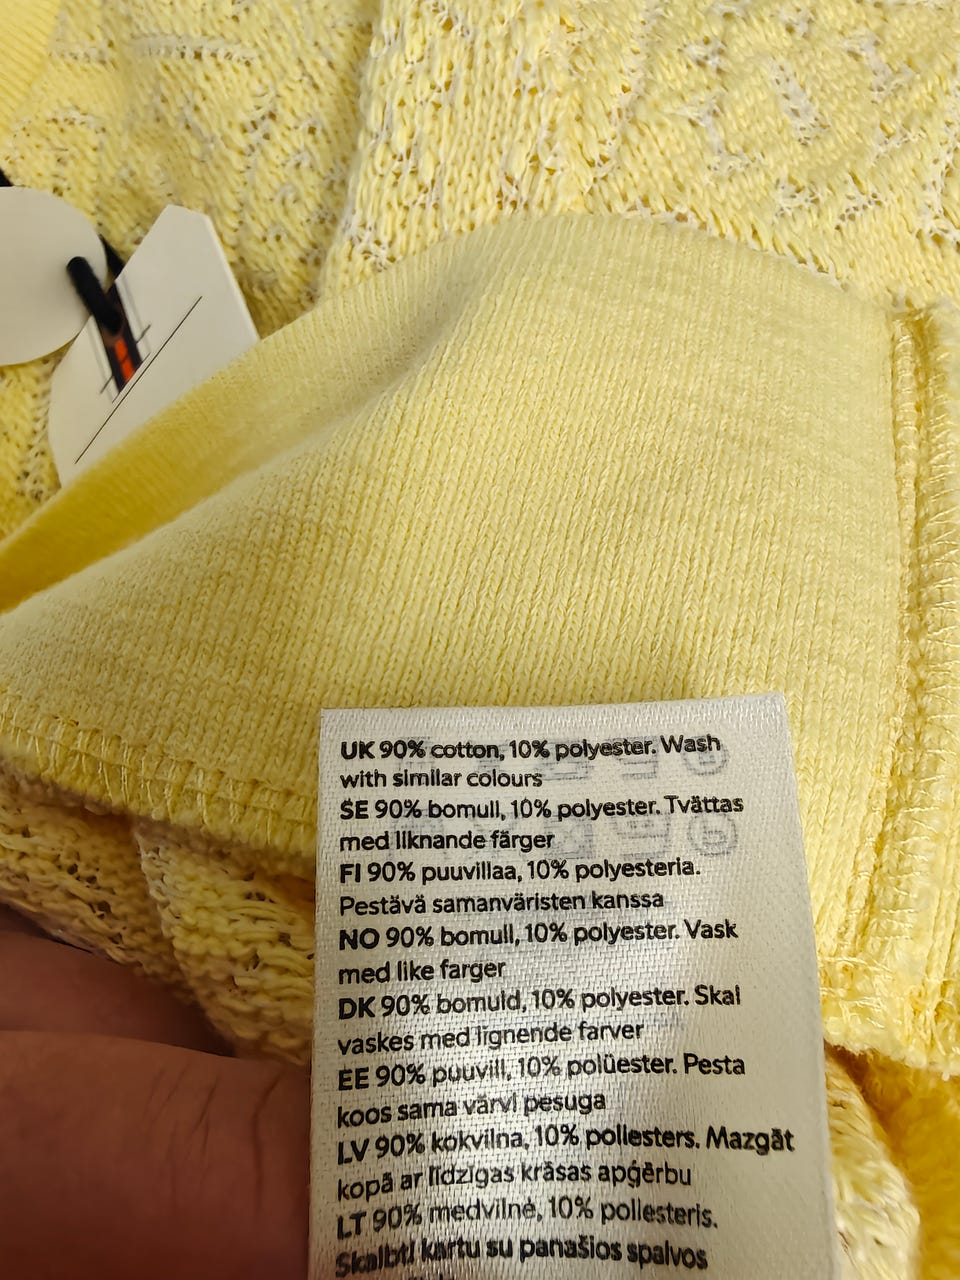 UK 90% cotton, 10% polyester. Wash
with similar colours
SE 90% bomull, 10% polyester. Tvättas
med liknande färger
FI 90% puuvillaa, 10% polyesteria.
Pestävä samanväristen kanssa
NO 90% bomull, 10% polyester. Vask
med like farger
DK 90% bomuld, 10% polyester. Skal
vaskes med lignende farver
EE 90% puuvill, 10% polüester. Pesta
koos sama värvi pesuga
LV 90% kokvilna, 10% poliesters. Mazgāt
kopā ar līdzīgas krāsas apģērbu
LT 90% medvilnė, 10% poliesteris.
Skalbti kartu su panašios spalvos